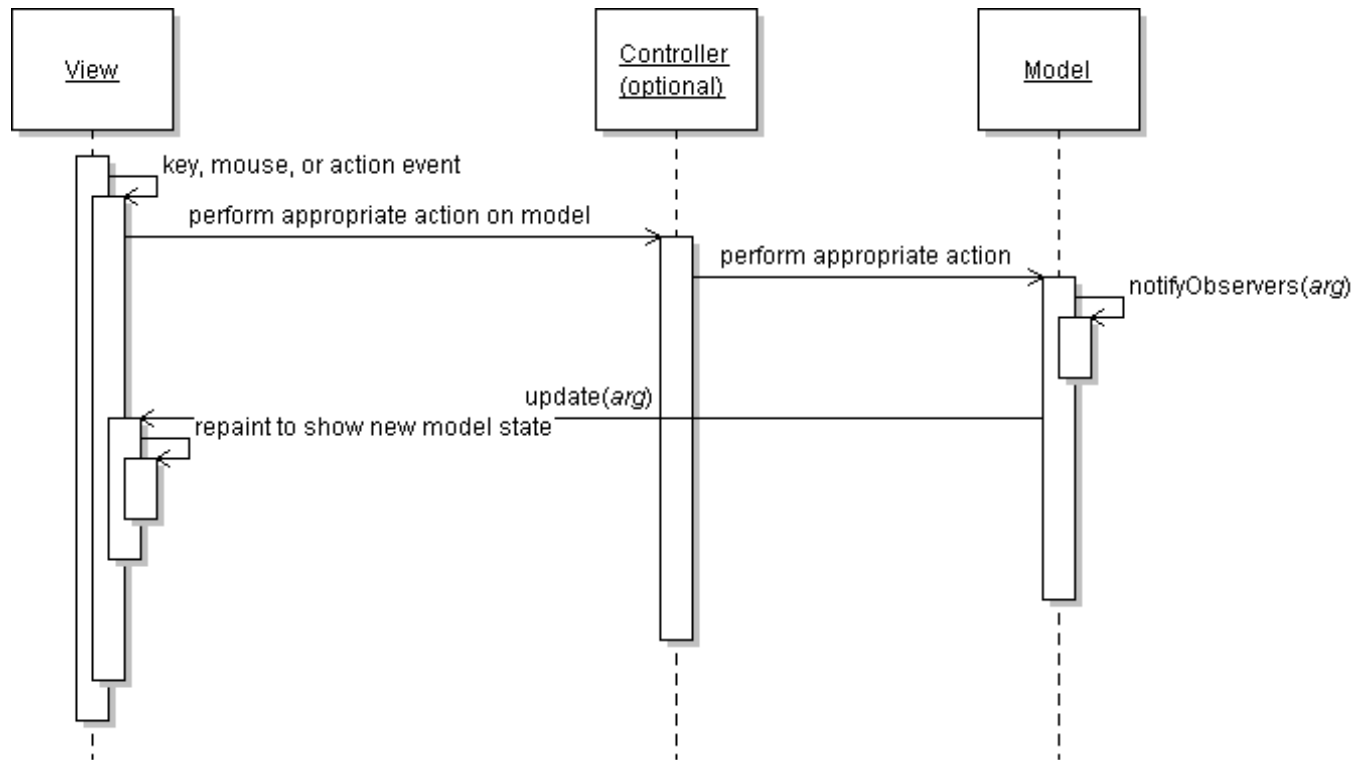 View
Controller
(optional)
Model
key, mouse, or action event
perform appropriate action on model
perform appropriate action
notifyObservers(arg)
update(arg)
repaint to show new model state